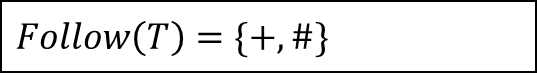 Follow(T) = {+, #}